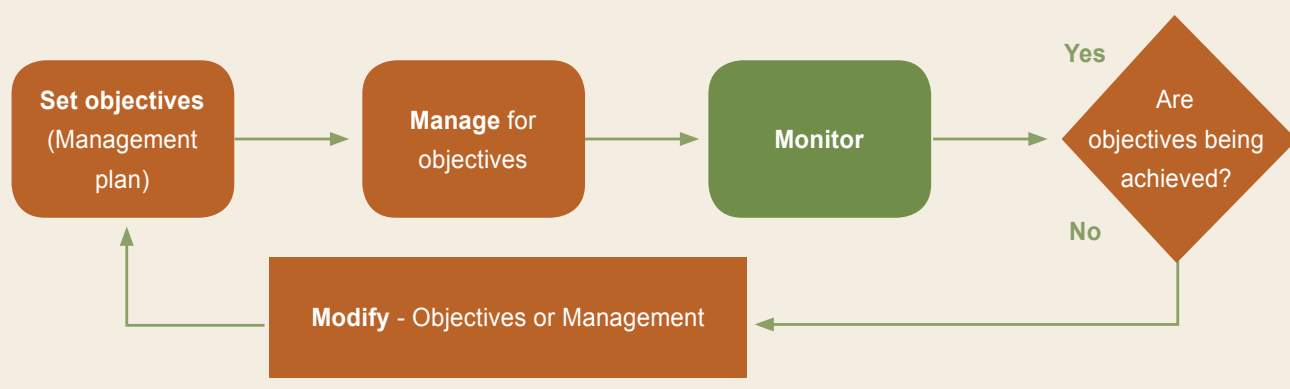 Set objectives
(Management
plan)
Manage for
objectives
Monitor
Yes
Are
objectives being
achieved?
No
Modify - Objectives or Management